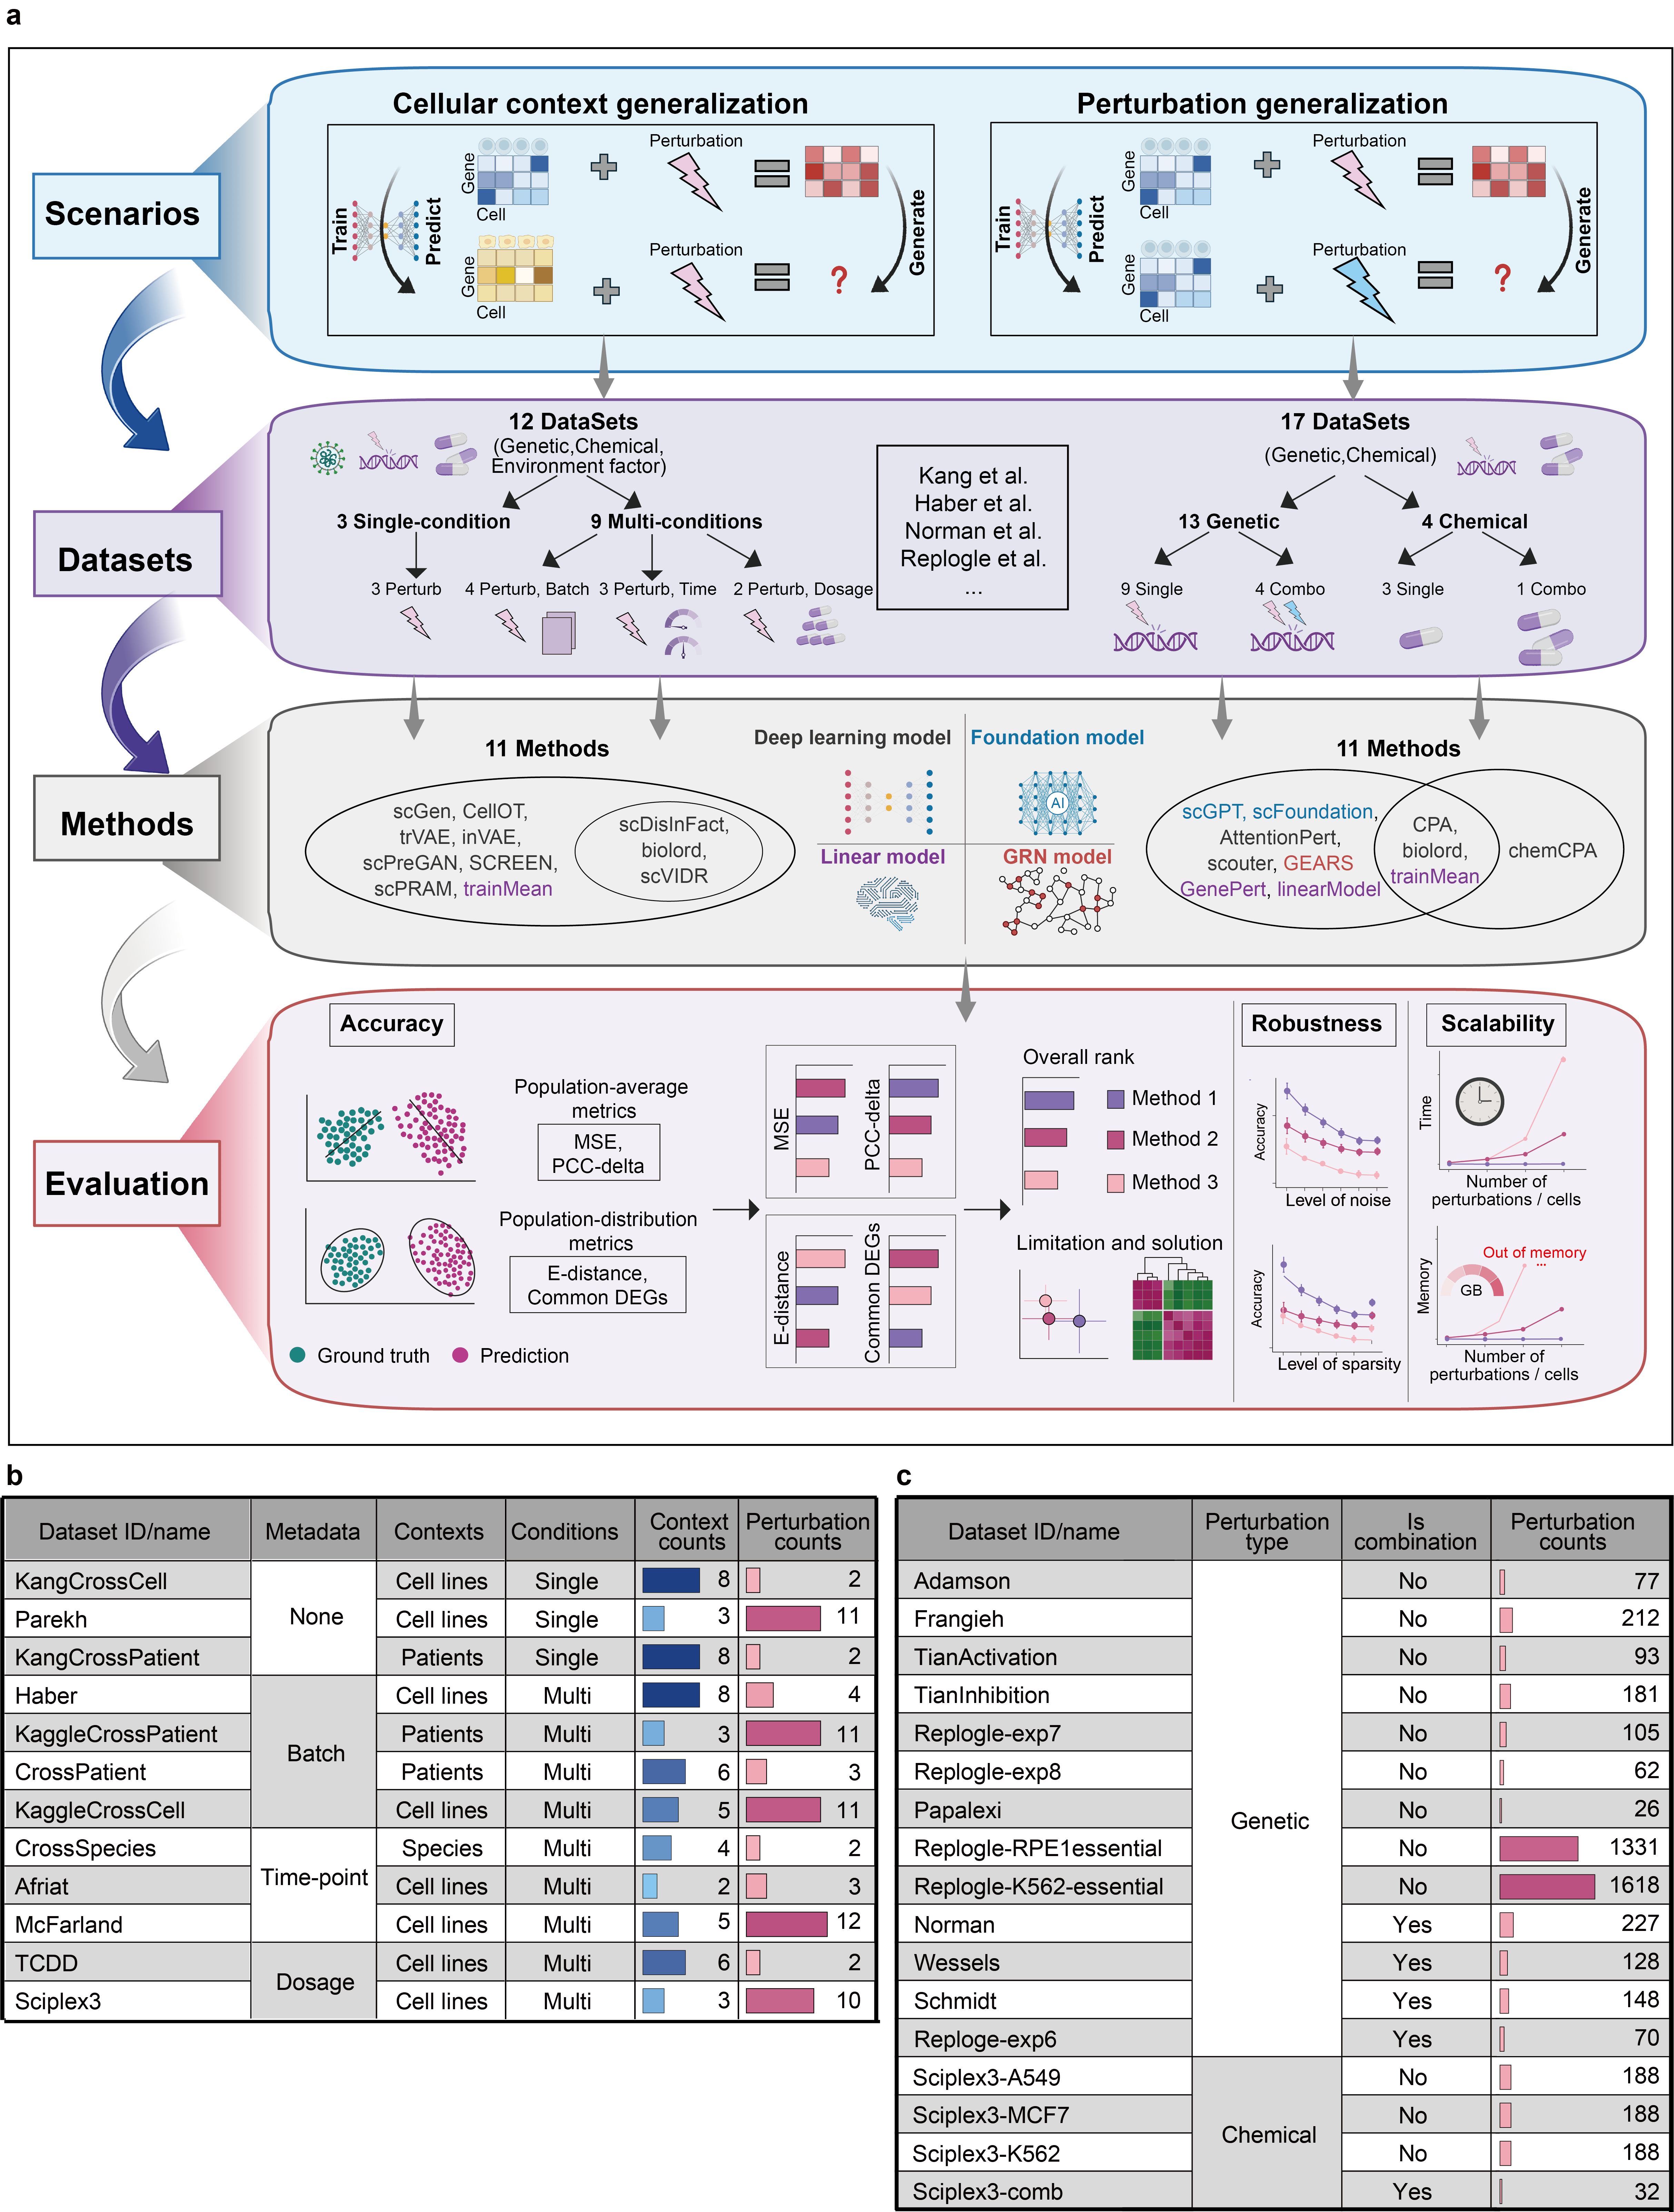 a
Cellular context generalization
Perturbation generalization
Scenarios
Train
Predict
Gene
Cell
Perturbation
Gene
Cell
Perturbation
?
Generate
Train
Predict
Gene
Cell
Perturbation
Gene
Cell
Perturbation
?
Generate
Datasets
12 DataSets
(Genetic,Chemical,
Environment factor)
3 Single-condition
9 Multi-conditions
3 Perturb
4 Perturb, Batch
3 Perturb, Time
2 Perturb, Dosage
Kang et al.
Haber et al.
Norman et al.
Replogle et al.
...
17 DataSets
(Genetic,Chemical)
13 Genetic
4 Chemical
9 Single
4 Combo
3 Single
1 Combo
Methods
11 Methods
scGen, CellOT,
trVAE, inVAE,
scPreGAN, SCREEN,
scPRAM, trainMean
scDisInFact,
biolord,
scVIDR
Deep learning model
Foundation model
AI
Linear model
GRN model
11 Methods
scGPT, scFoundation,
AttentionPert,
scouter, GEARS
GenePert, linearModel
CPA,
biolord,
trainMean
chemCPA
Evaluation
Accuracy
Population-average
metrics
MSE,
PCC-delta
Population-distribution
metrics
E-distance,
Common DEGs
Ground truth
Prediction
MSE
PCC-delta
E-distance
Common DEGs
Overall rank
Method 1
Method 2
Method 3
Limitation and solution
Robustness
Accuracy
Level of noise
Accuracy
Level of sparsity
Scalability
Time
Number of
perturbations / cells
Memory
Out of memory
...
GB
Number of
perturbations / cells
b
Dataset ID/name Metadata Contexts Conditions Context counts Perturbation counts
KangCrossCell Cell lines Single 8 2
None
Parekh Cell lines Single 3 11
KangCrossPatient Patients Single 8 2
Haber Cell lines Multi 8 4
KaggleCrossPatient Patients Multi 3 11
Batch
CrossPatient Patients Multi 6 3
KaggleCrossCell Cell lines Multi 5 11
CrossSpecies Species Multi 4 2
Time-point
Afriat Cell lines Multi 2 3
McFarland Cell lines Multi 5 12
TCDD Cell lines Multi 6 2
Dosage
Sciplex3 Cell lines Multi 3 10
c
Dataset ID/name Perturbation type Is combination Perturbation counts
Adamson No 77
Frangieh No 212
TianActivation No 93
TianInhibition No 181
Replogle-exp7 No 105
Replogle-exp8 No 62
Papalexi No 26
Genetic
Replogle-RPE1essential No 1331
Replogle-K562-essential No 1618
Norman Yes 227
Wessels Yes 128
Schmidt Yes 148
Reploge-exp6 Yes 70
Sciplex3-A549 No 188
Sciplex3-MCF7 No 188
Chemical
Sciplex3-K562 No 188
Sciplex3-comb Yes 32